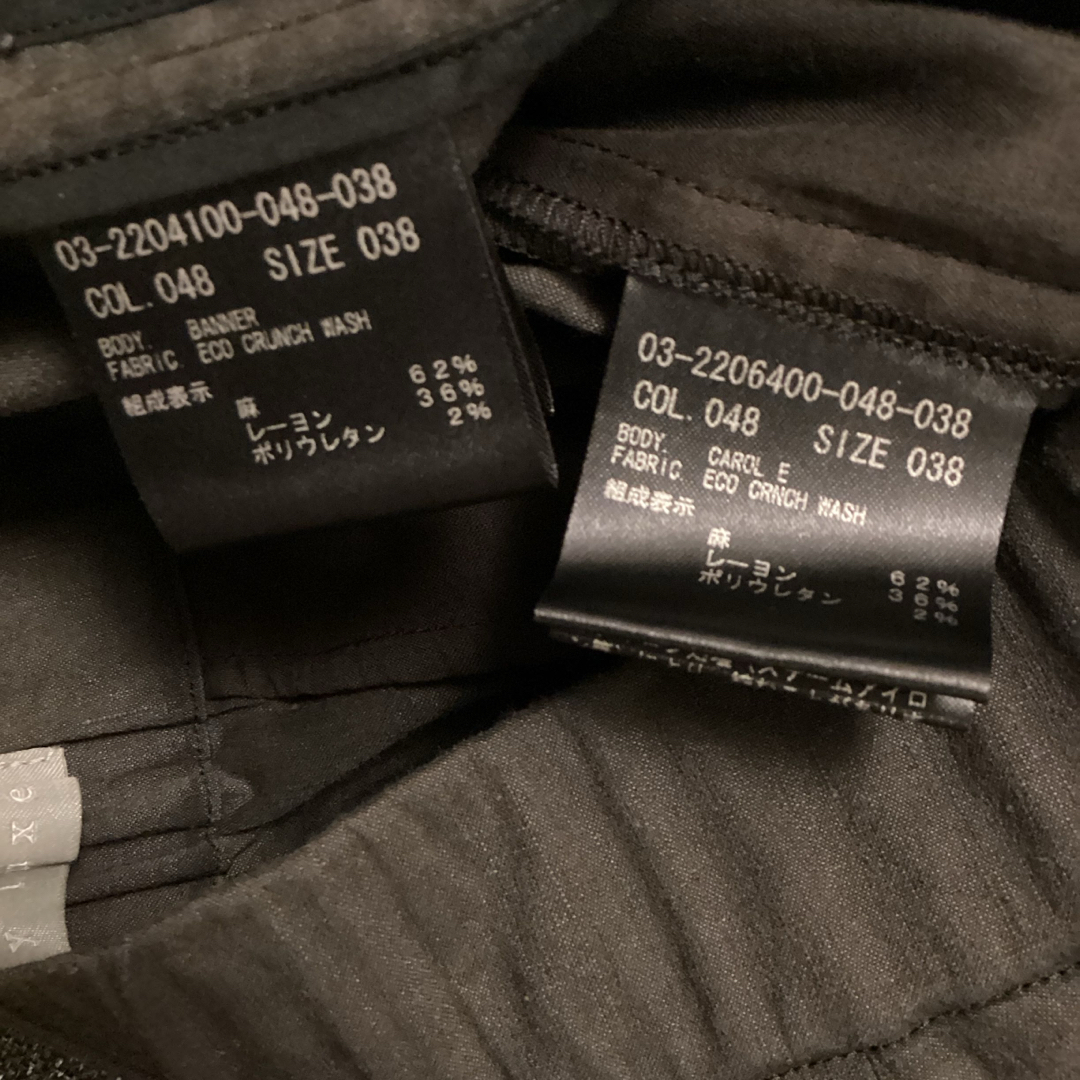 03-2204100-048-038
COL. 048 SIZE 038
BODY. BANNER
FABRIC. ECO CRUNCH WASH
組成表示
麻 62%
レーヨン 36%
ポリウレタン 2%
03-2206400-048-038
COL. 048 SIZE 038
BODY. CAROL E
FABRIC ECO CRNCH WASH
組成表示
麻 62%
レーヨン 36%
ポリウレタン 2%